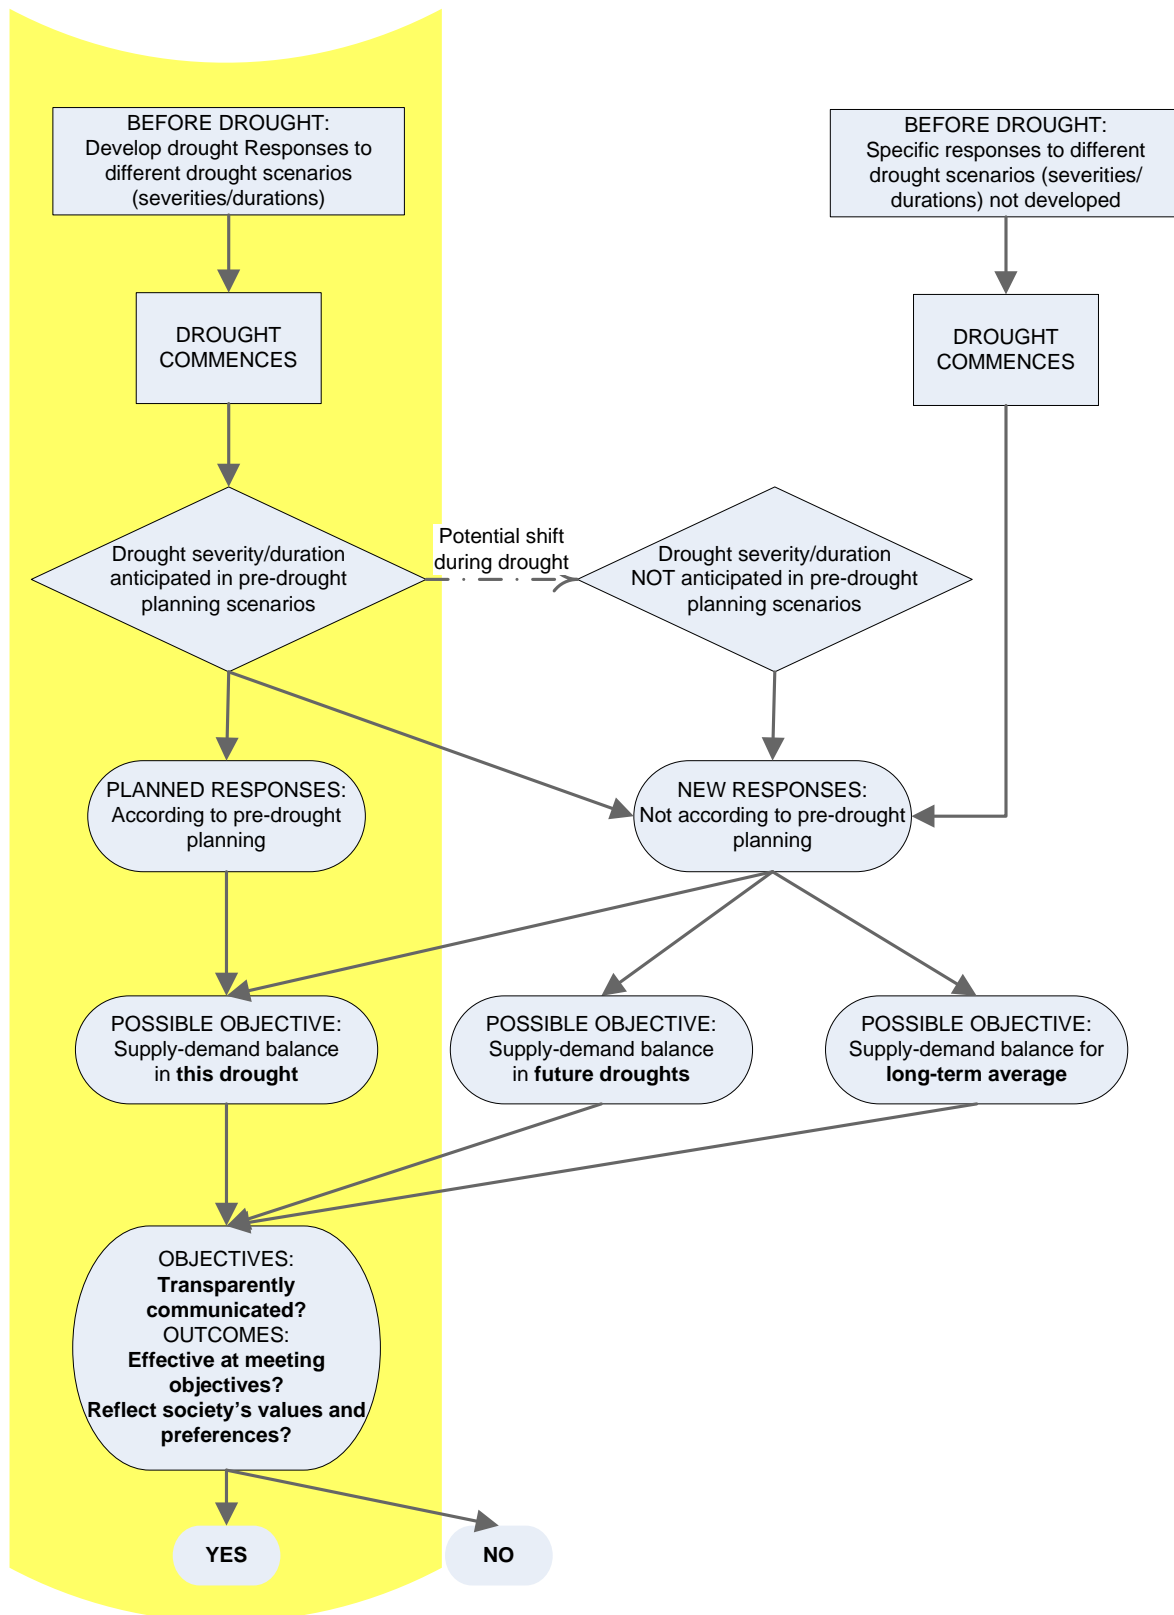 BEFORE DROUGHT:
Develop drought Responses to
different drought scenarios
(severities/durations)
BEFORE DROUGHT:
Specific responses to different
drought scenarios (severities/
durations) not developed
DROUGHT
COMMENCES
DROUGHT
COMMENCES
Drought severity/duration
anticipated in pre-drought
planning scenarios
Potential shift
during drought
Drought severity/duration
NOT anticipated in pre-drought
planning scenarios
PLANNED RESPONSES:
According to pre-drought
planning
NEW RESPONSES:
Not according to pre-drought
planning
POSSIBLE OBJECTIVE:
Supply-demand balance
in this drought
POSSIBLE OBJECTIVE:
Supply-demand balance
in future droughts
POSSIBLE OBJECTIVE:
Supply-demand balance for
long-term average
OBJECTIVES:
Transparently
communicated?
OUTCOMES:
Effective at meeting
objectives?
Reflect society’s values and
preferences?
YES
NO